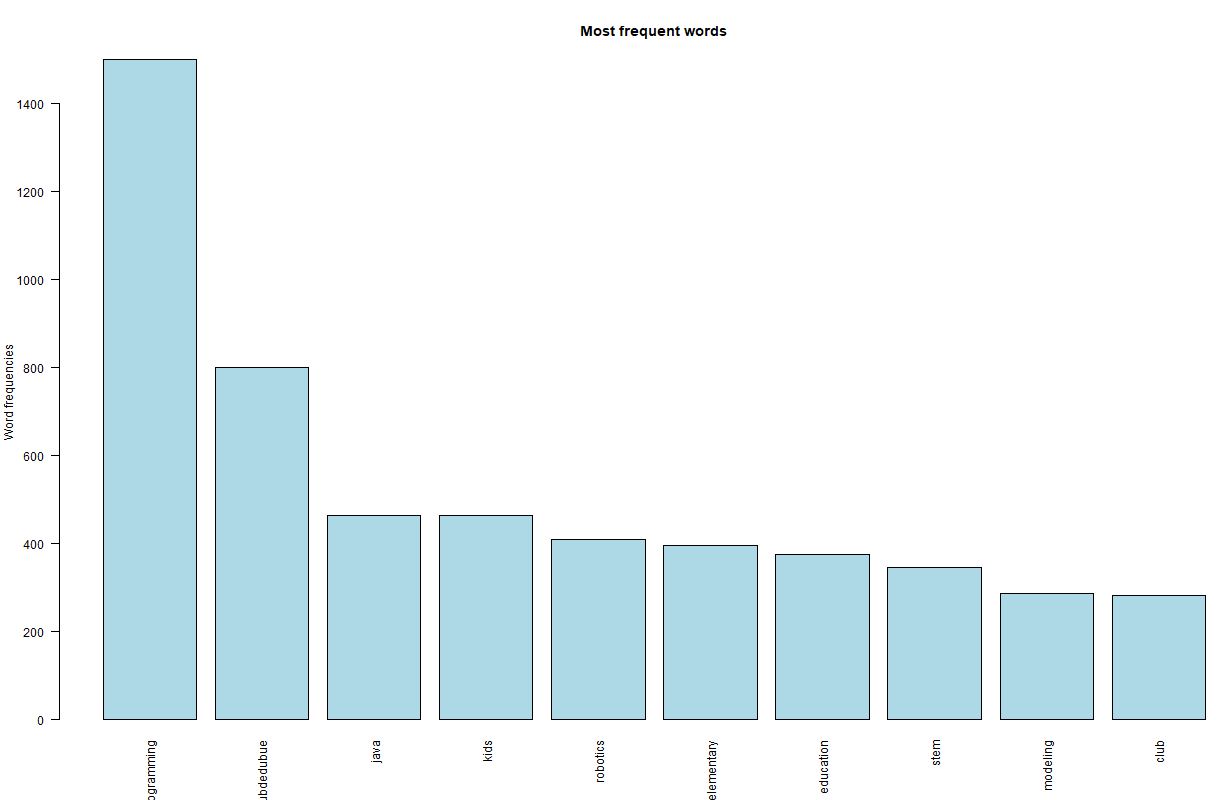 Most frequent words
Word frequencies
1400
1200
1000
800
600
400
200
0
ogramming
ubdedubue
java
kids
robotics
elementary
education
stem
modeling
club